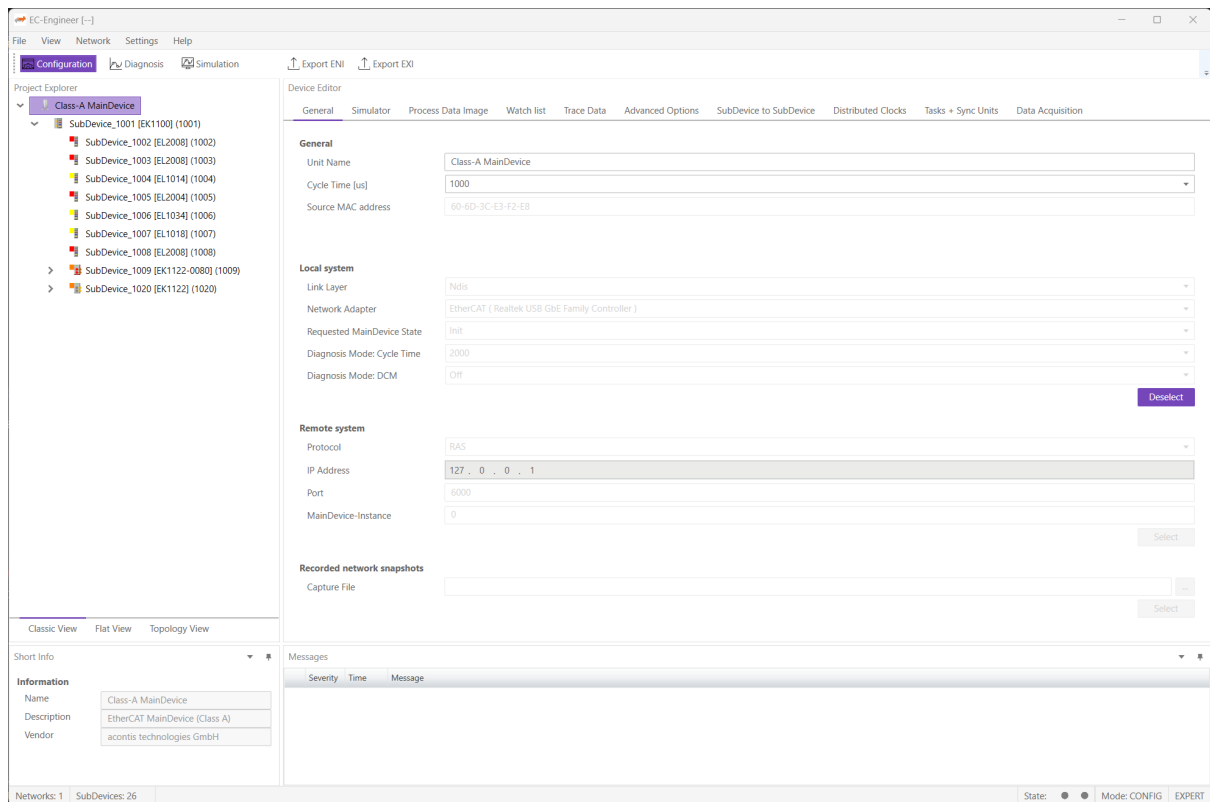 EC-Engineer [--]
File View Network Settings Help
Configuration Diagnosis Simulation Export ENI Export EXI
Project Explorer
Class-A MainDevice
SubDevice_1001 [EK1100] (1001)
SubDevice_1002 [EL2008] (1002)
SubDevice_1003 [EL2008] (1003)
SubDevice_1004 [EL1014] (1004)
SubDevice_1005 [EL2004] (1005)
SubDevice_1006 [EL1034] (1006)
SubDevice_1007 [EL1018] (1007)
SubDevice_1008 [EL2008] (1008)
SubDevice_1009 [EK1122-0080] (1009)
SubDevice_1020 [EK1122] (1020)
Classic View Flat View Topology View
Device Editor
General Simulator Process Data Image Watch list Trace Data Advanced Options SubDevice to SubDevice Distributed Clocks Tasks + Sync Units Data Acquisition
General
Unit Name Class-A MainDevice
Cycle Time [us] 1000
Source MAC address 60-6D-3C-E3-F2-E8
Local system
Link Layer Ndis
Network Adapter EtherCAT ( Realtek USB GbE Family Controller )
Requested MainDevice State Init
Diagnosis Mode: Cycle Time 2000
Diagnosis Mode: DCM Off
Deselect
Remote system
Protocol RAS
IP Address 127 . 0 . 0 . 1
Port 6000
MainDevice-Instance 0
Select
Recorded network snapshots
Capture File ...
Select
Short Info
Information
Name Class-A MainDevice
Description EtherCAT MainDevice (Class A)
Vendor acontis technologies GmbH
Messages
Severity Time Message
Networks: 1 SubDevices: 26 State: Mode: CONFIG EXPERT